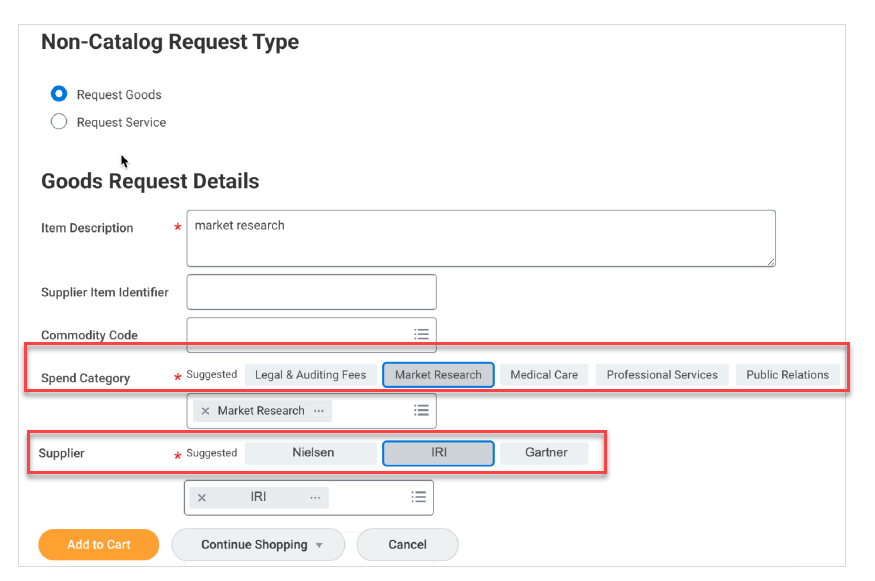 Non-Catalog Request Type
Request Goods
Request Service
Goods Request Details
Item Description * market research
Supplier Item Identifier
Commodity Code
Spend Category * Suggested Legal & Auditing Fees Market Research Medical Care Professional Services Public Relations
× Market Research ...
Supplier * Suggested Nielsen IRI Gartner
× IRI ...
Add to Cart Continue Shopping Cancel